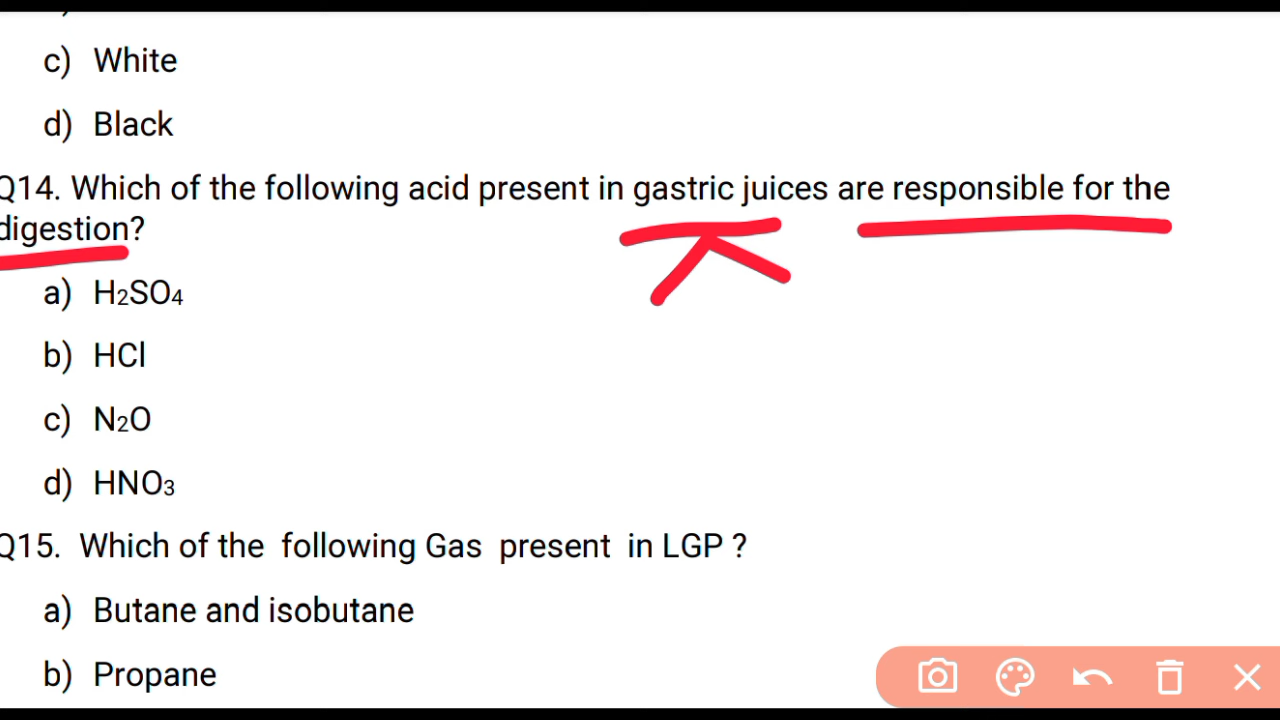 c) White
d) Black
Q14. Which of the following acid present in gastric juices are responsible for the
digestion?
a) H₂SO₄
b) HCl
c) N₂O
d) HNO₃
Q15. Which of the following Gas present in LGP ?
a) Butane and isobutane
b) Propane